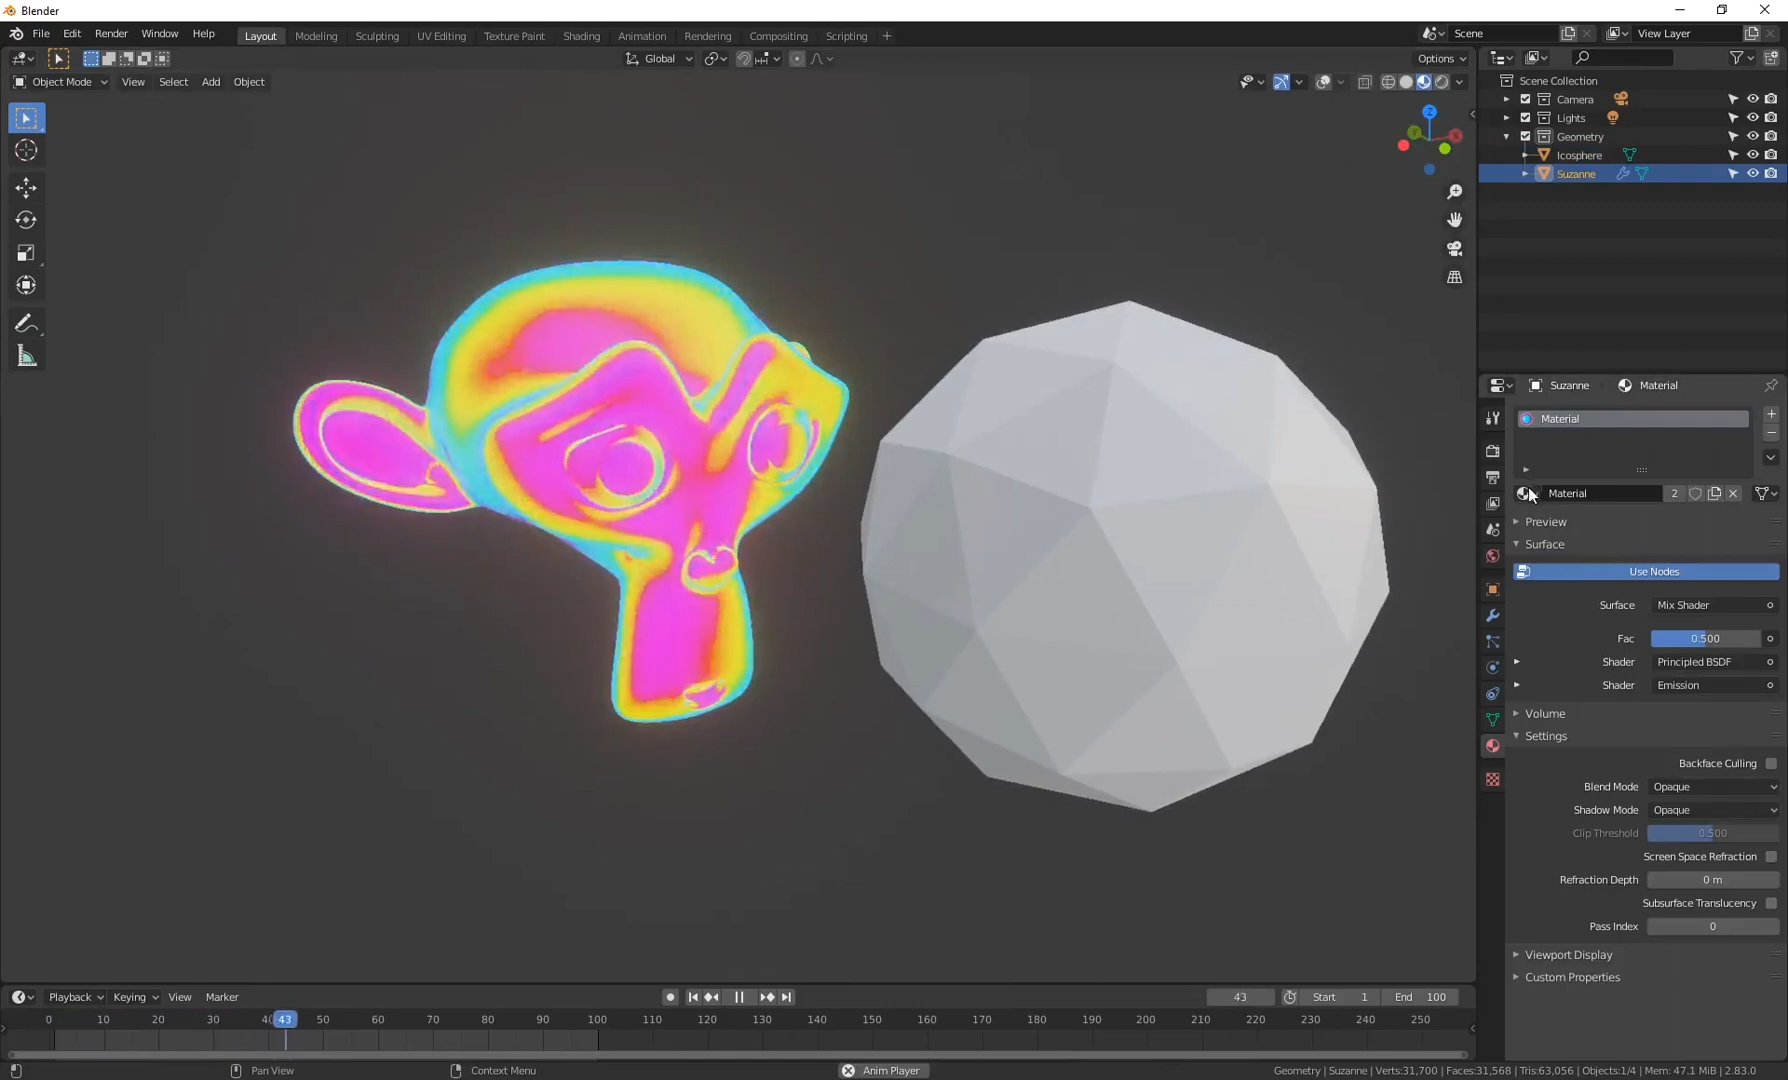 Blender
File Edit Render Window Help
Layout Modeling Sculpting UV Editing Texture Paint Shading Animation Rendering Compositing Scripting +
Scene
View Layer
Global
Options
Object Mode View Select Add Object
Z
Y
X
Scene Collection
Camera
Lights
Geometry
Icosphere
Suzanne
Suzanne Material
Material
Material 2
Preview
Surface
Use Nodes
Surface Mix Shader
Fac 0.500
Shader Principled BSDF
Shader Emission
Volume
Settings
Backface Culling
Blend Mode Opaque
Shadow Mode Opaque
Clip Threshold 0.500
Screen Space Refraction
Refraction Depth 0 m
Subsurface Translucency
Pass Index 0
Viewport Display
Custom Properties
Playback Keying View Marker
43 Start 1 End 100
0 10 20 30 43 50 60 70 80 90 100 110 120 130 140 150 160 170 180 190 200 210 220 230 240 250
Pan View Context Menu Anim Player Geometry | Suzanne | Verts:31,700 | Faces:31,568 | Tris:63,056 | Objects:1/4 | Mem: 47.1 MiB | 2.83.0